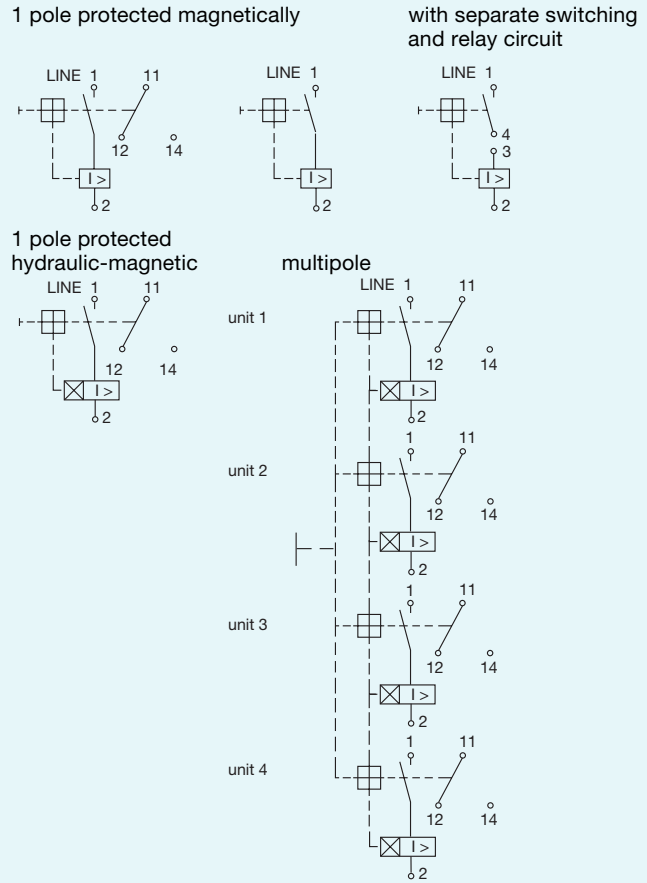 1 pole protected magnetically
with separate switching
and relay circuit
LINE 1 11
12 14
I >
2
LINE 1
I >
2
LINE 1
4
3
I >
2
1 pole protected
hydraulic-magnetic
LINE 1 11
12 14
I >
2
multipole
LINE 1 11
unit 1
12 14
I >
2
1 11
unit 2
12 14
I >
2
1 11
unit 3
12 14
I >
2
1 11
unit 4
12 14
I >
2